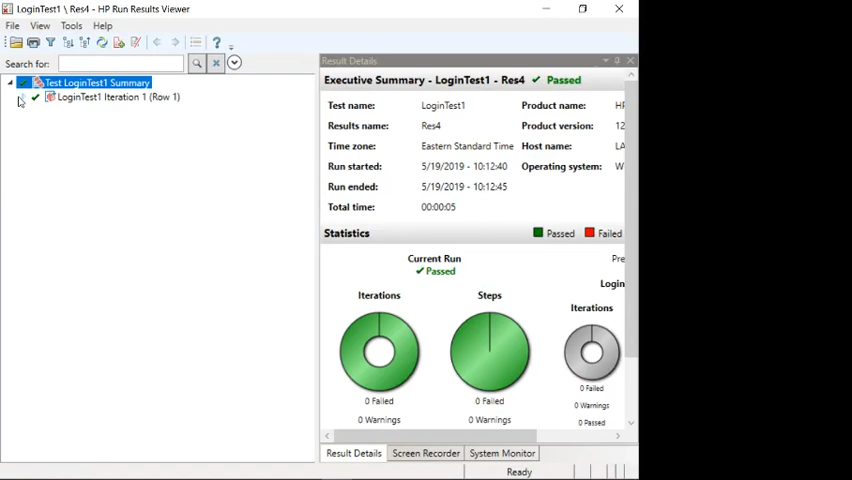 LoginTest1 \ Res4 - HP Run Results Viewer
File View Tools Help
Search for:
Test LoginTest1 Summary
LoginTest1 Iteration 1 (Row 1)
Result Details
Executive Summary - LoginTest1 - Res4 Passed
Test name: LoginTest1 Product name: HP
Results name: Res4 Product version: 12
Time zone: Eastern Standard Time Host name: LA
Run started: 5/19/2019 - 10:12:40 Operating system: W
Run ended: 5/19/2019 - 10:12:45
Total time: 00:00:05
Statistics Passed Failed
Current Run Pre
Passed
Login
Iterations Steps Iterations
0 Failed 0 Failed 0 Failed
0 Warnings 0 Warnings 0 Warnings
0 Passed
Result Details Screen Recorder System Monitor
Ready